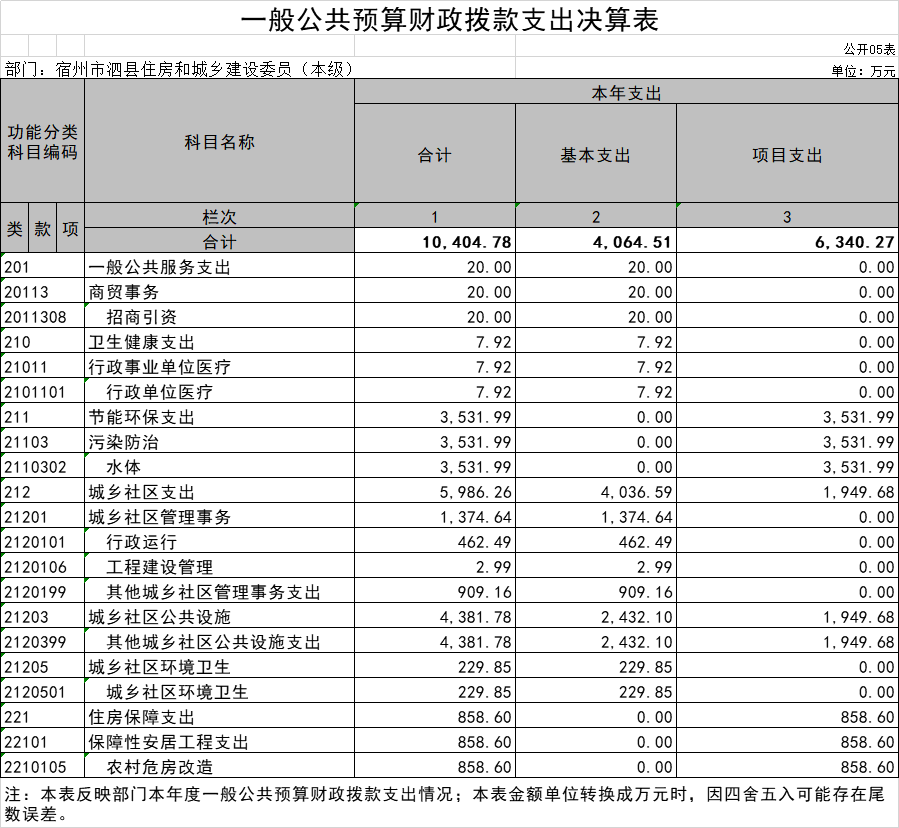 一般公共预算财政拨款支出决算表
公开05表
部门：宿州市泗县住房和城乡建设委员（本级） 单位：万元
功能分类科目编码 科目名称 本年支出
合计 基本支出 项目支出
类 款 项 栏次 1 2 3
合计 10,404.78 4,064.51 6,340.27
201 一般公共服务支出 20.00 20.00 0.00
20113 商贸事务 20.00 20.00 0.00
2011308 招商引资 20.00 20.00 0.00
210 卫生健康支出 7.92 7.92 0.00
21011 行政事业单位医疗 7.92 7.92 0.00
2101101 行政单位医疗 7.92 7.92 0.00
211 节能环保支出 3,531.99 0.00 3,531.99
21103 污染防治 3,531.99 0.00 3,531.99
2110302 水体 3,531.99 0.00 3,531.99
212 城乡社区支出 5,986.26 4,036.59 1,949.68
21201 城乡社区管理事务 1,374.64 1,374.64 0.00
2120101 行政运行 462.49 462.49 0.00
2120106 工程建设管理 2.99 2.99 0.00
2120199 其他城乡社区管理事务支出 909.16 909.16 0.00
21203 城乡社区公共设施 4,381.78 2,432.10 1,949.68
2120399 其他城乡社区公共设施支出 4,381.78 2,432.10 1,949.68
21205 城乡社区环境卫生 229.85 229.85 0.00
2120501 城乡社区环境卫生 229.85 229.85 0.00
221 住房保障支出 858.60 0.00 858.60
22101 保障性安居工程支出 858.60 0.00 858.60
2210105 农村危房改造 858.60 0.00 858.60
注：本表反映部门本年度一般公共预算财政拨款支出情况；本表金额单位转换成万元时，因四舍五入可能存在尾
数误差。